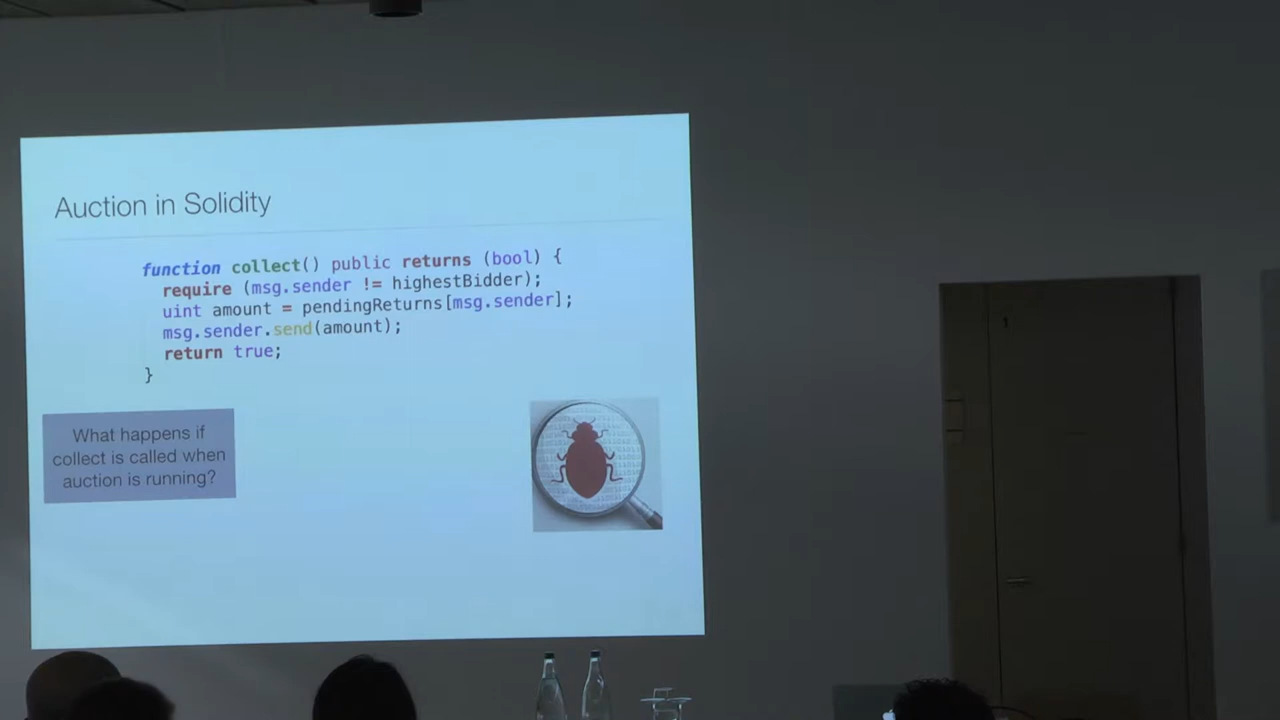 Auction in Solidity
function collect() public returns (bool) {
require (msg.sender != highestBidder);
uint amount = pendingReturns[msg.sender];
msg.sender.send(amount);
return true;
}
What happens if
collect is called when
auction is running?